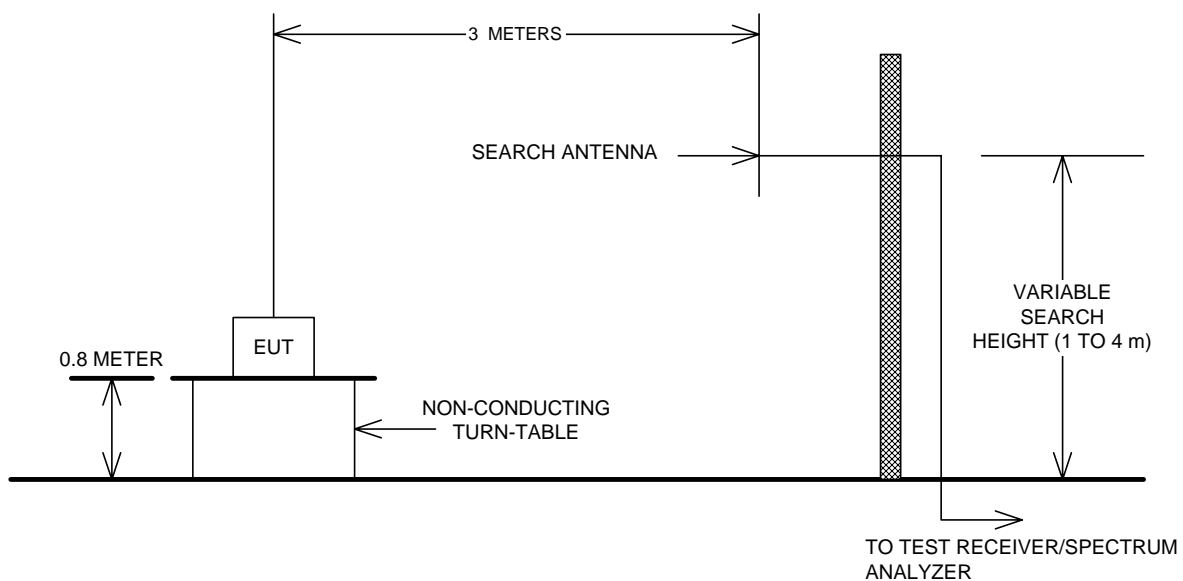 3 METERS
SEARCH ANTENNA
VARIABLE
SEARCH
HEIGHT (1 TO 4 m)
EUT
0.8 METER
NON-CONDUCTING
TURN-TABLE
TO TEST RECEIVER/SPECTRUM
ANALYZER